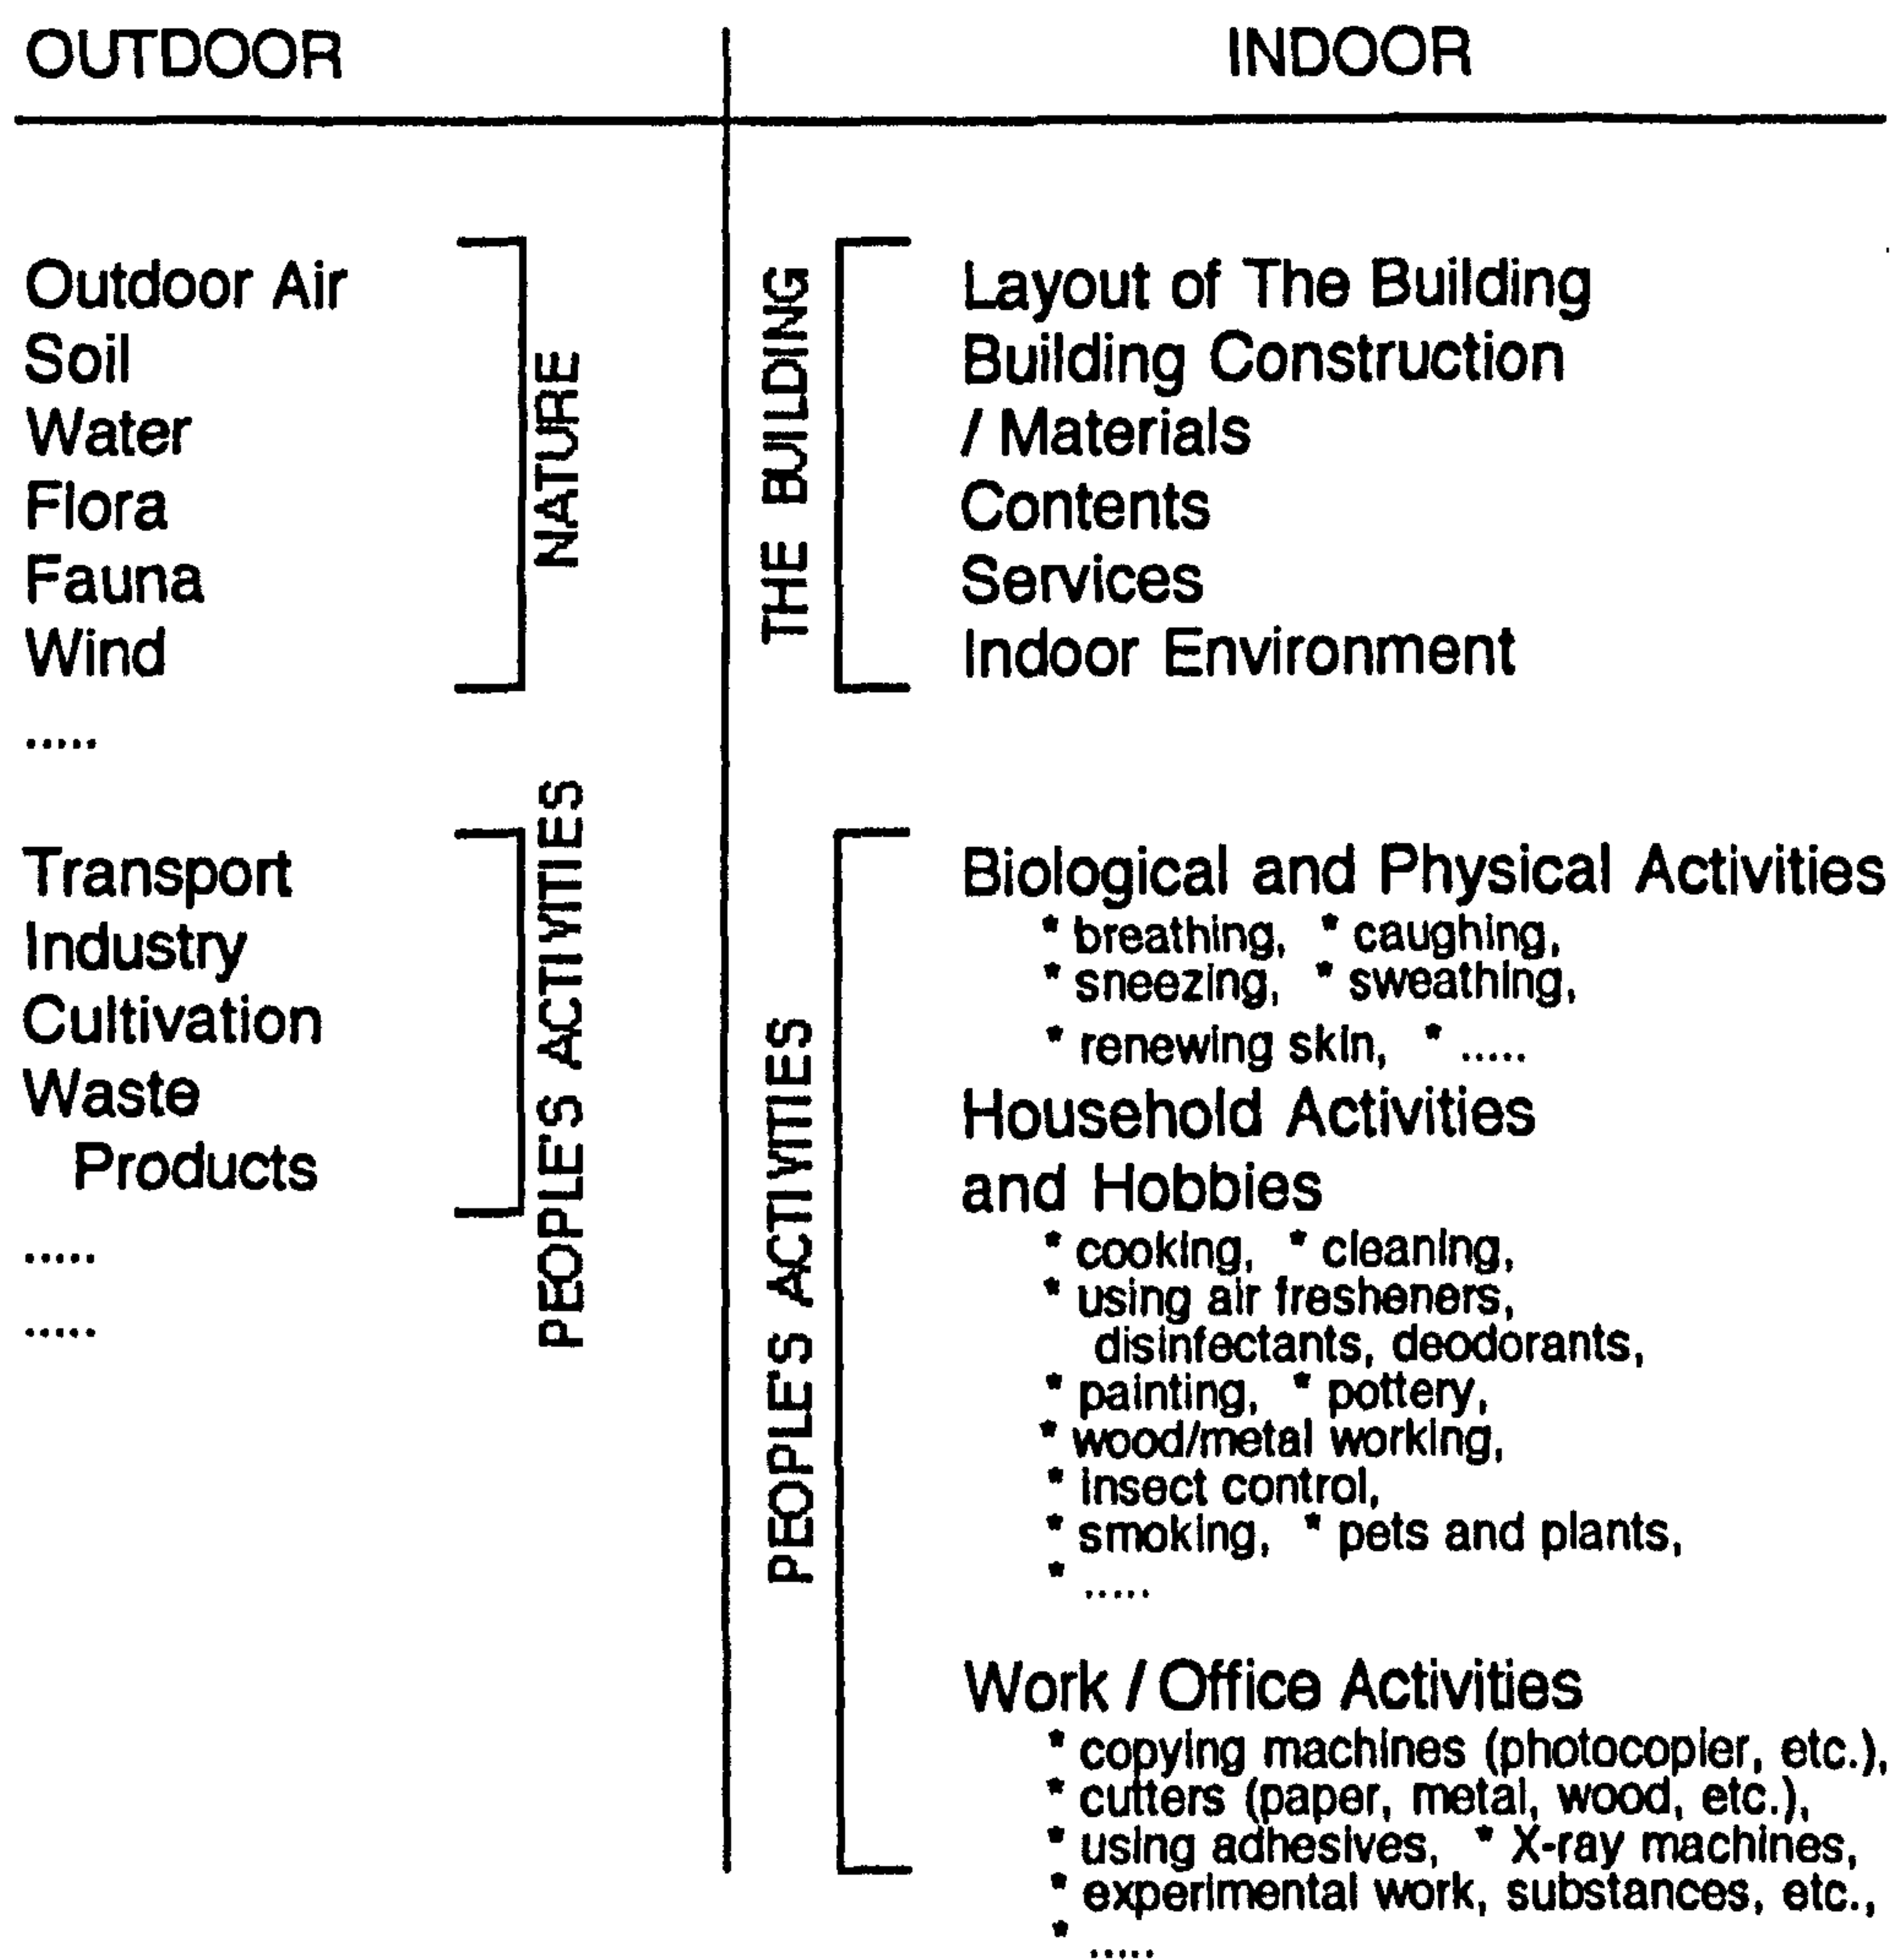 OUTDOOR
INDOOR
Outdoor Air
Soil
Water
Flora
Fauna
Wind
.....
NATURE
Transport
Industry
Cultivation
Waste
Products
.....
.....
PEOPLE'S ACTIVITIES
THE BUILDING
Layout of The Building
Building Construction
/ Materials
Contents
Services
Indoor Environment
PEOPLE'S ACTIVITIES
Biological and Physical Activities
* breathing, * caughing,
* sneezing, * sweathing,
* renewing skin, * .....
Household Activities
and Hobbies
* cooking, * cleaning,
* using air fresheners,
disinfectants, deodorants,
* painting, * pottery,
* wood/metal working,
* insect control,
* smoking, * pets and plants,
* .....
Work / Office Activities
* copying machines (photocopier, etc.),
* cutters (paper, metal, wood, etc.),
* using adhesives, * X-ray machines,
* experimental work, substances, etc.,
* .....